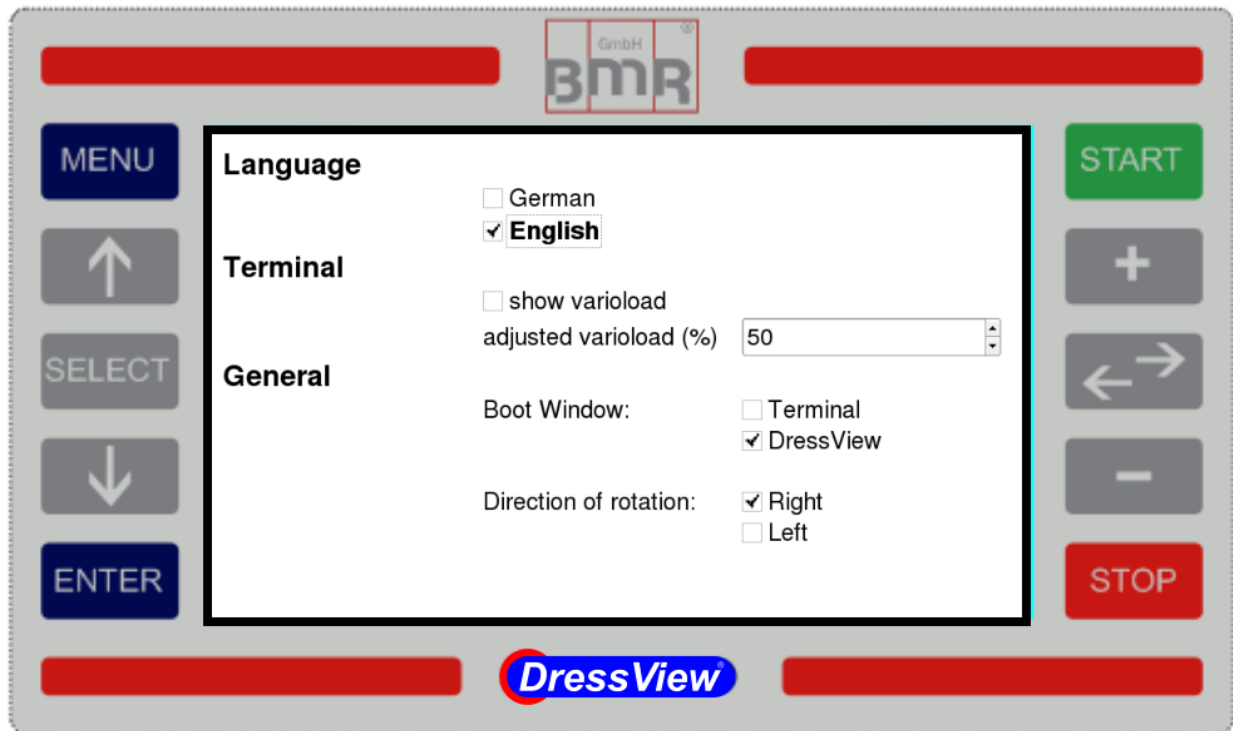 GmbH ®
BMR
MENU
START
Language
German
English
Terminal
+
show varioload
adjusted varioload (%) 50
SELECT
General
Boot Window: Terminal
DressView
−
Direction of rotation: Right
Left
ENTER
STOP
DressView®